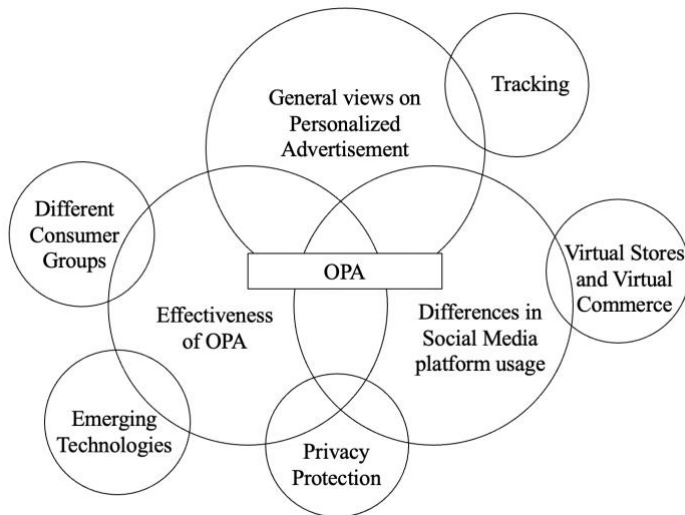 Tracking
General views on
Personalized
Advertisement
Different
Consumer
Groups
Virtual Stores
and Virtual
Commerce
OPA
Effectiveness
of OPA
Differences in
Social Media
platform usage
Emerging
Technologies
Privacy
Protection